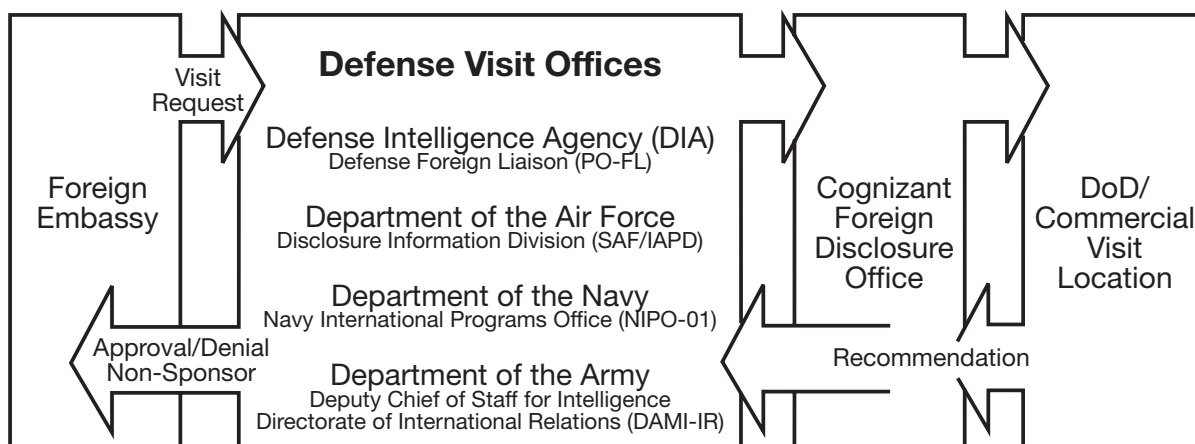 Visit
Request
Foreign
Embassy
Approval/Denial
Non-Sponsor
Defense Visit Offices
Defense Intelligence Agency (DIA)
Defense Foreign Liaison (PO-FL)
Department of the Air Force
Disclosure Information Division (SAF/IAPD)
Department of the Navy
Navy International Programs Office (NIPO-01)
Department of the Army
Deputy Chief of Staff for Intelligence
Directorate of International Relations (DAMI-IR)
Cognizant
Foreign
Disclosure
Office
Recommendation
DoD/
Commercial
Visit
Location